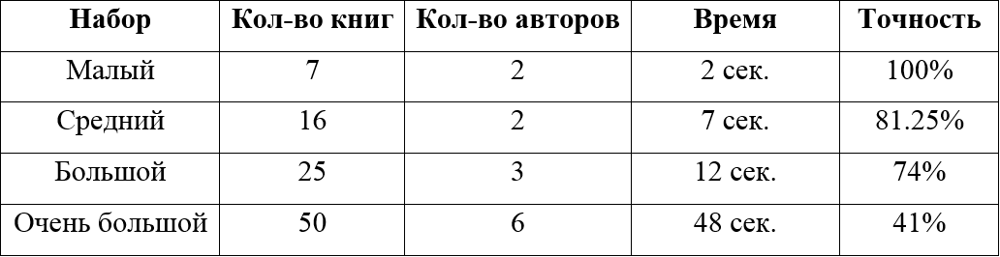 Набор Кол-во книг Кол-во авторов Время Точность
Малый 7 2 2 сек. 100%
Средний 16 2 7 сек. 81.25%
Большой 25 3 12 сек. 74%
Очень большой 50 6 48 сек. 41%